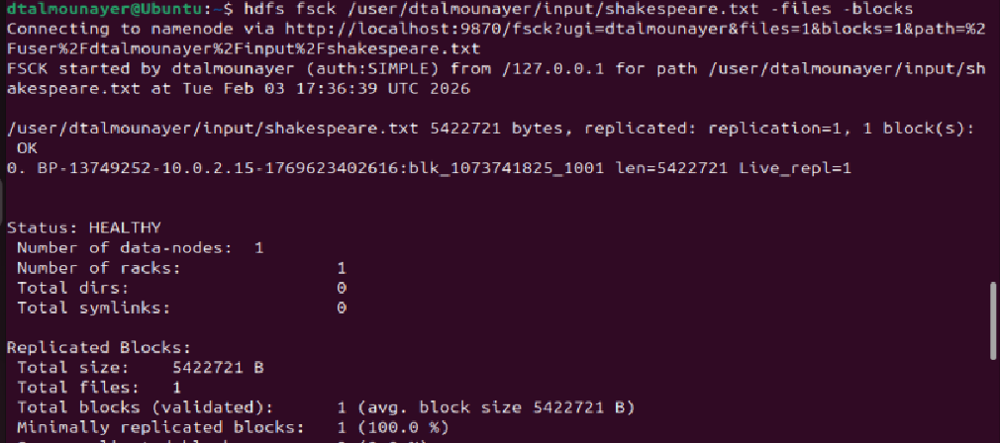 dtalmounayer@Ubuntu:~$ hdfs fsck /user/dtalmounayer/input/shakespeare.txt -files -blocks
Connecting to namenode via http://localhost:9870/fsck?ugi=dtalmounayer&files=1&blocks=1&path=%2
Fuser%2Fdtalmounayer%2Finput%2Fshakespeare.txt
FSCK started by dtalmounayer (auth:SIMPLE) from /127.0.0.1 for path /user/dtalmounayer/input/sh
akespeare.txt at Tue Feb 03 17:36:39 UTC 2026

/user/dtalmounayer/input/shakespeare.txt 5422721 bytes, replicated: replication=1, 1 block(s):
 OK
0. BP-13749252-10.0.2.15-1769623402616:blk_1073741825_1001 len=5422721 Live_repl=1


Status: HEALTHY
 Number of data-nodes:  1
 Number of racks:               1
 Total dirs:                    0
 Total symlinks:                0

Replicated Blocks:
 Total size:    5422721 B
 Total files:   1
 Total blocks (validated):      1 (avg. block size 5422721 B)
 Minimally replicated blocks:   1 (100.0 %)